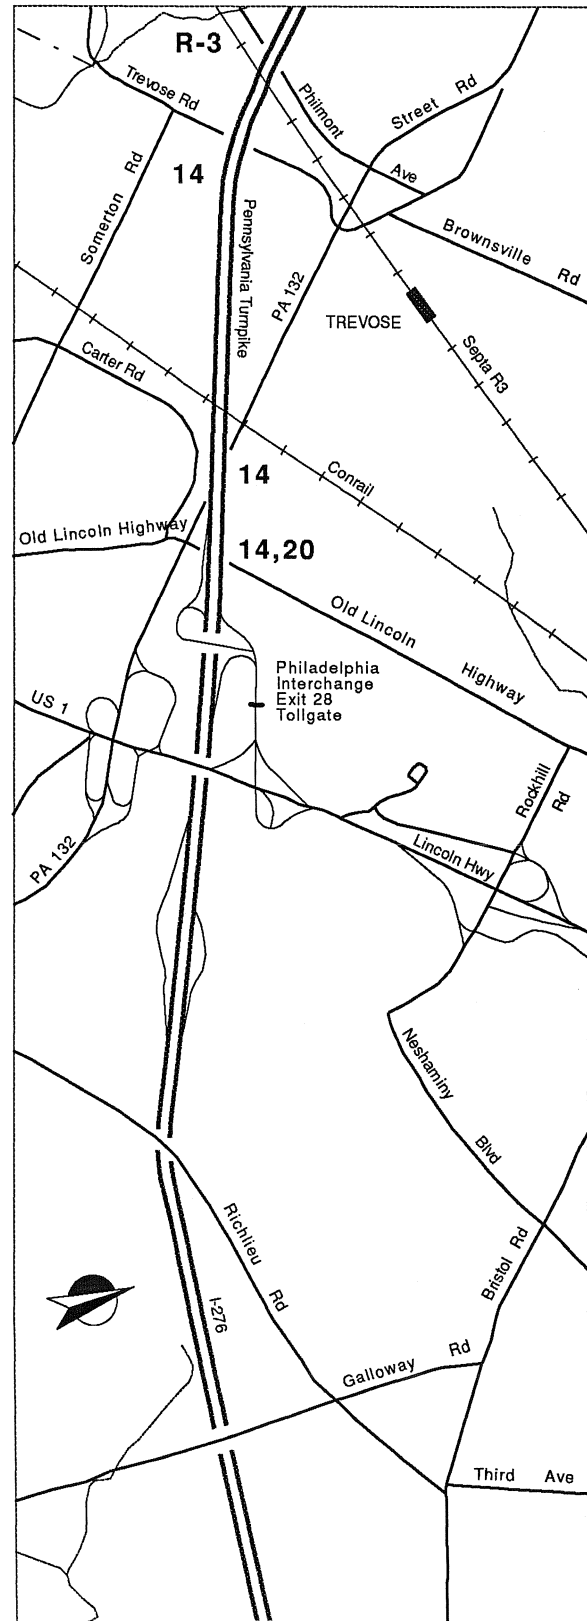 R-3
Trevose Rd
Philmont
Ave
Street Rd
14
Somerton Rd
Pennsylvania Turnpike
PA 132
Brownsville Rd
TREVOSE
Septa R3
Carter Rd
14
Conrail
Old Lincoln Highway
14,20
Old Lincoln Highway
Philadelphia
Interchange
Exit 28
Tollgate
US 1
Rockhill Rd
PA 132
Lincoln Hwy
Neshaminy Blvd
Richlieu Rd
Bristol Rd
I-276
Galloway Rd
Third Ave